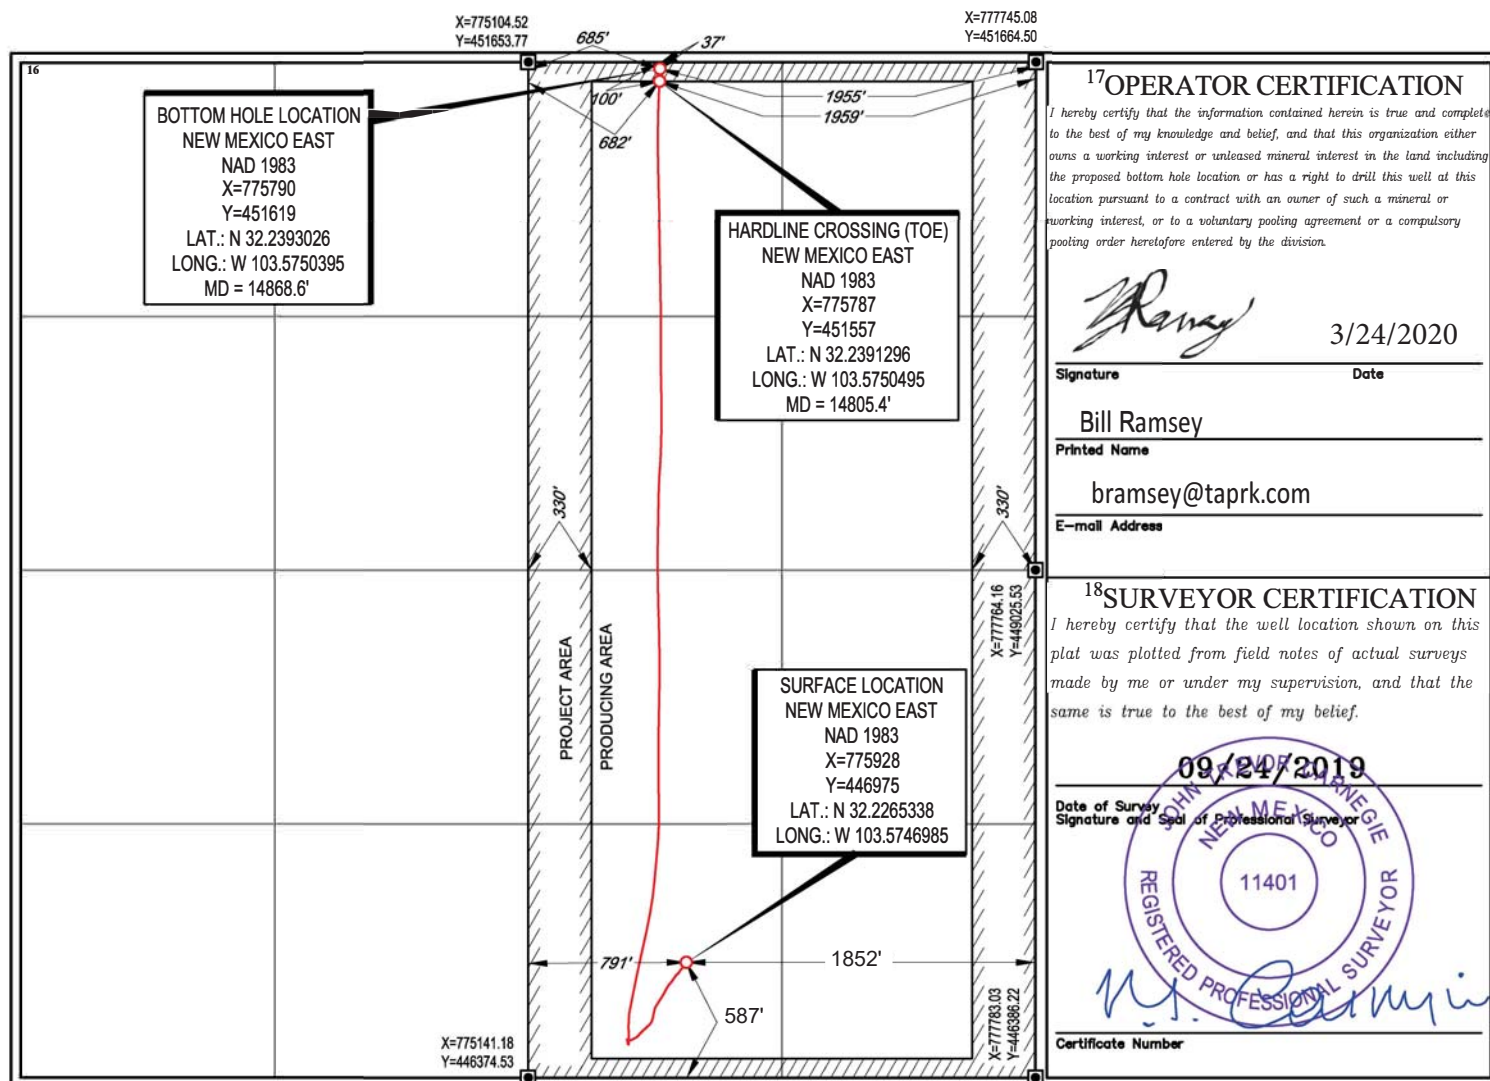 X=775104.52
Y=451653.77
X=777745.08
Y=451664.50
685'
37'
16
100'
1955'
1959'
682'
BOTTOM HOLE LOCATION
NEW MEXICO EAST
NAD 1983
X=775790
Y=451619
LAT.: N 32.2393026
LONG.: W 103.5750395
MD = 14868.6'
HARDLINE CROSSING (TOE)
NEW MEXICO EAST
NAD 1983
X=775787
Y=451557
LAT.: N 32.2391296
LONG.: W 103.5750495
MD = 14805.4'
330'
330'
X=777764.16
Y=449025.53
PROJECT AREA
PRODUCING AREA
SURFACE LOCATION
NEW MEXICO EAST
NAD 1983
X=775928
Y=446975
LAT.: N 32.2265338
LONG.: W 103.5746985
791'
1852'
587'
X=775141.18
Y=446374.53
X=777783.03
Y=446386.22
17OPERATOR CERTIFICATION
I hereby certify that the information contained herein is true and complete
to the best of my knowledge and belief, and that this organization either
owns a working interest or unleased mineral interest in the land including
the proposed bottom hole location or has a right to drill this well at this
location pursuant to a contract with an owner of such a mineral or
working interest, or to a voluntary pooling agreement or a compulsory
pooling order heretofore entered by the division.
3/24/2020
Signature Date
Bill Ramsey
Printed Name
bramsey@taprk.com
E-mail Address
18SURVEYOR CERTIFICATION
I hereby certify that the well location shown on this
plat was plotted from field notes of actual surveys
made by me or under my supervision, and that the
same is true to the best of my belief.
09/24/2019
Date of Survey
Signature and Seal of Professional Surveyor
JOHN TREVOR CARNEGIE
NEW MEXICO
11401
REGISTERED PROFESSIONAL SURVEYOR
Certificate Number